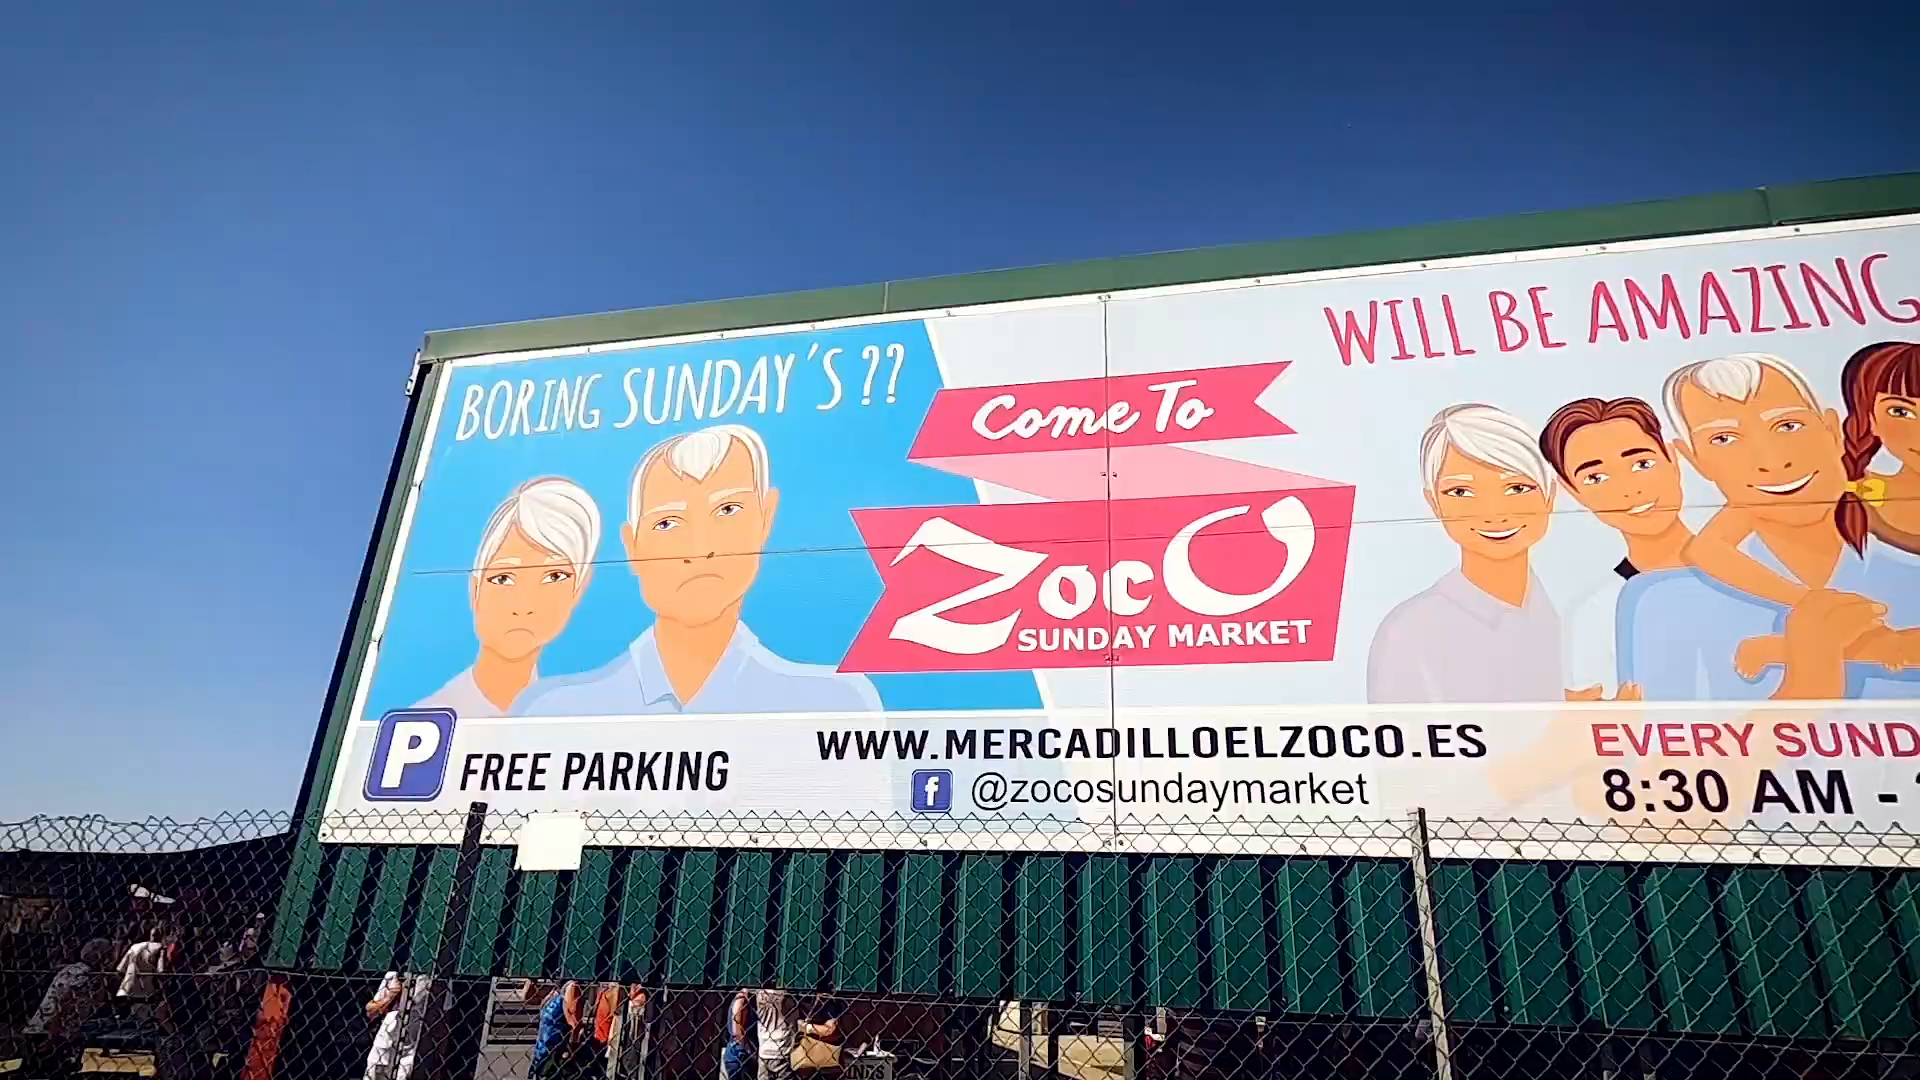 BORING SUNDAY'S ??
Come To
ZocO
SUNDAY MARKET
WILL BE AMAZING
P FREE PARKING
WWW.MERCADILLOELZOCO.ES
f @zocosundaymarket
EVERY SUND
8:30 AM -